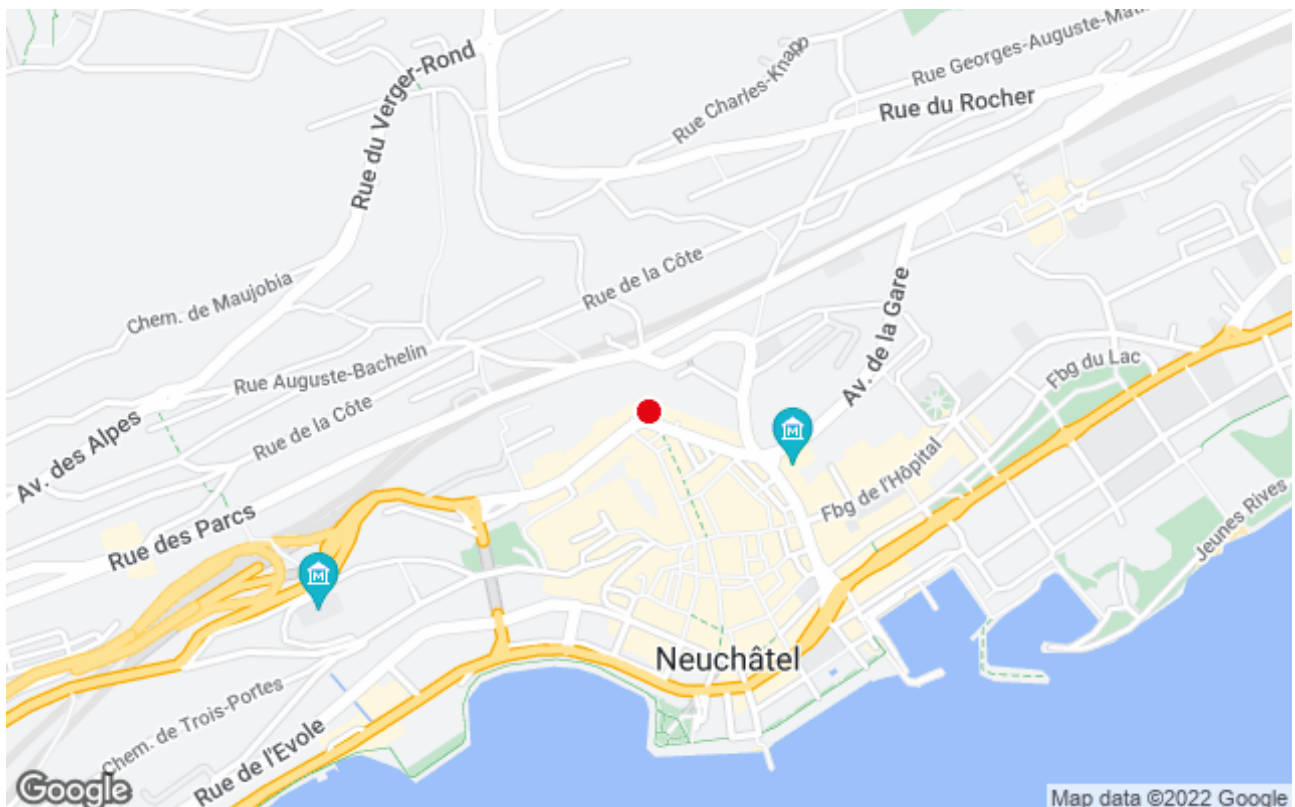 Rue Georges-Auguste-Mati
Rue Charles-Knapp
Rue du Rocher
Rue du Verger-Rond
Rue de la Côte
Chem. de Maujobia
Av. de la Gare
Rue Auguste-Bachelin
Fbg du Lac
Rue de la Côte
Av. des Alpes
Fbg de l'Hôpital
Rue des Parcs
Jeunes Rives
M
M
Neuchâtel
Chem. de Trois-Portes
Rue de l'Evole
Google
Map data ©2022 Google